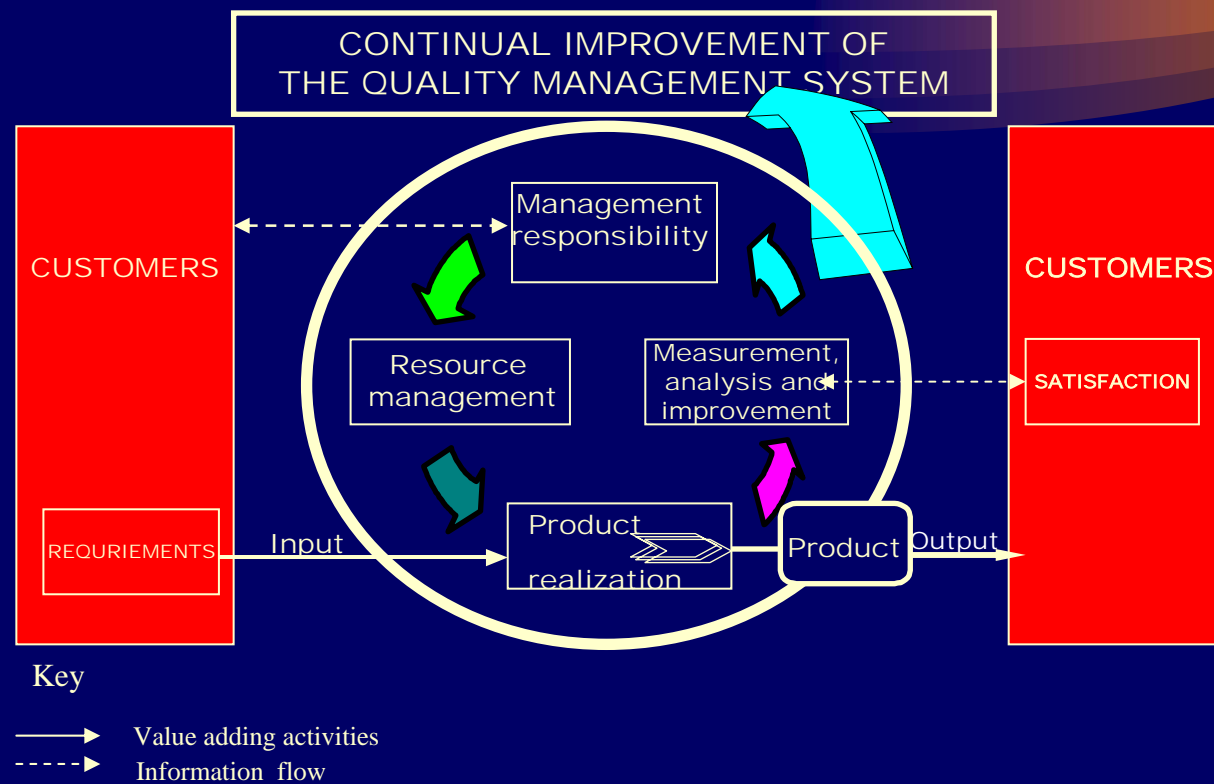 CONTINUAL IMPROVEMENT OF
THE QUALITY MANAGEMENT SYSTEM
CUSTOMERS
REQURIEMENTS
Input
Management
responsibility
Resource
management
Measurement,
analysis and
improvement
Product
realization
Product
Output
CUSTOMERS
SATISFACTION
Key
Value adding activities
Information flow